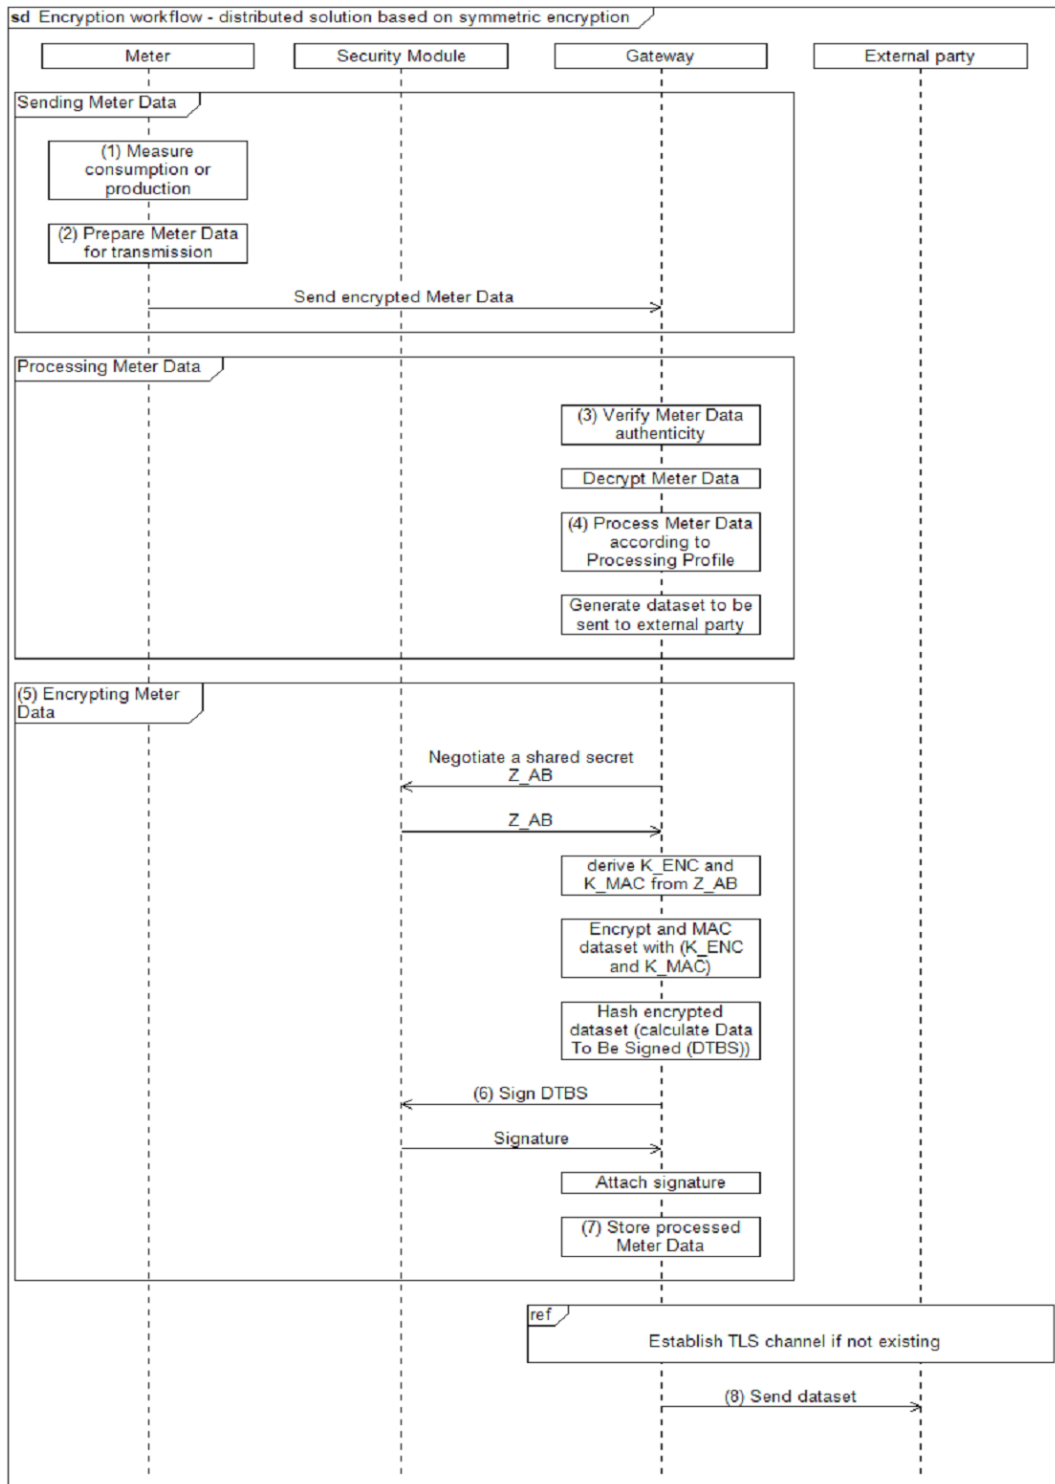 sd Encryption workflow - distributed solution based on symmetric encryption
Meter
Security Module
Gateway
External party
Sending Meter Data
(1) Measure
consumption or
production
(2) Prepare Meter Data
for transmission
Send encrypted Meter Data
Processing Meter Data
(3) Verify Meter Data
authenticity
Decrypt Meter Data
(4) Process Meter Data
according to
Processing Profile
Generate dataset to be
sent to external party
(5) Encrypting Meter
Data
Negotiate a shared secret
Z_AB
Z_AB
derive K_ENC and
K_MAC from Z_AB
Encrypt and MAC
dataset with (K_ENC
and K_MAC)
Hash encrypted
dataset (calculate Data
To Be Signed (DTBS))
(6) Sign DTBS
Signature
Attach signature
(7) Store processed
Meter Data
ref
Establish TLS channel if not existing
(8) Send dataset